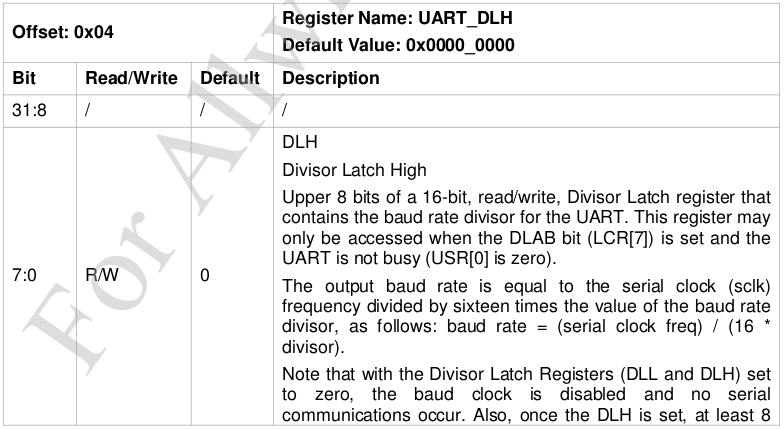 Offset: 0x04
Register Name: UART_DLH
Default Value: 0x0000_0000
Bit Read/Write Default Description
31:8 / / /
7:0 R/W 0
DLH
Divisor Latch High
Upper 8 bits of a 16-bit, read/write, Divisor Latch register that
contains the baud rate divisor for the UART. This register may
only be accessed when the DLAB bit (LCR[7]) is set and the
UART is not busy (USR[0] is zero).
The output baud rate is equal to the serial clock (sclk)
frequency divided by sixteen times the value of the baud rate
divisor, as follows: baud rate = (serial clock freq) / (16 *
divisor).
Note that with the Divisor Latch Registers (DLL and DLH) set
to zero, the baud clock is disabled and no serial
communications occur. Also, once the DLH is set, at least 8
For Allw